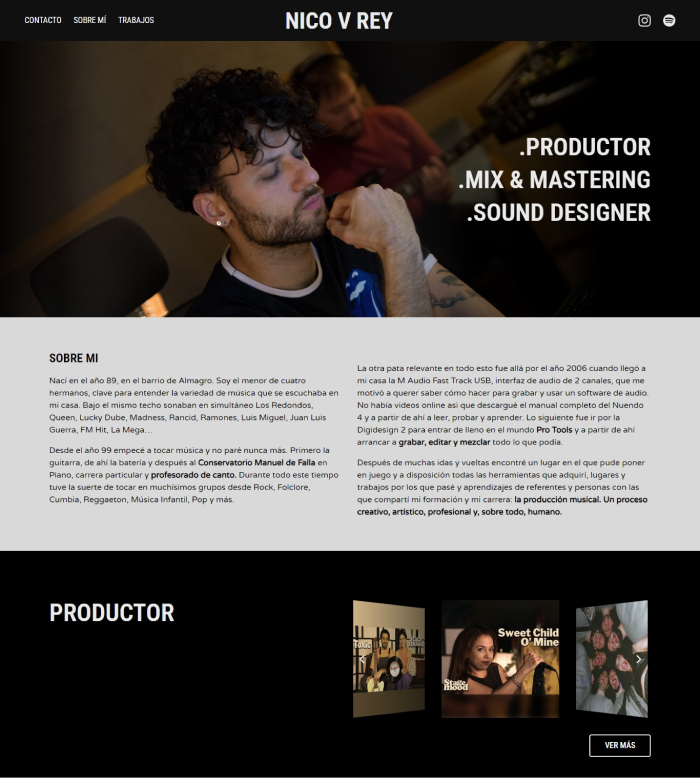 CONTACTO SOBRE MÍ TRABAJOS
NICO V REY
.PRODUCTOR
.MIX & MASTERING
.SOUND DESIGNER
SOBRE MI
Nací en el año 89, en el barrio de Almagro. Soy el menor de cuatro
hermanos, clave para entender la variedad de música que se escuchaba en
mi casa. Bajo el mismo techo sonaban en simultáneo Los Redondos,
Queen, Lucky Dube, Madness, Rancid, Ramones, Luis Miguel, Juan Luis
Guerra, FM Hit, La Mega…
Desde el año 99 empecé a tocar música y no paré nunca más. Primero la
guitarra, de ahí la batería y después al Conservatorio Manuel de Falla en
Piano, carrera particular y profesorado de canto. Durante todo este tiempo
tuve la suerte de tocar en muchísimos grupos desde Rock, Folclore,
Cumbia, Reggaeton, Música Infantil, Pop y más.
La otra pata relevante en todo esto fue allá por el año 2006 cuando llegó a
mi casa la M Audio Fast Track USB, interfaz de audio de 2 canales, que me
motivó a querer saber cómo hacer para grabar y usar un software de audio.
No había videos online así que descargué el manual completo del Nuendo
4 y a partir de ahí a leer, probar y aprender. Lo siguiente fue ir por la
Digidesign 2 para entrar de lleno en el mundo Pro Tools y a partir de ahí
arrancar a grabar, editar y mezclar todo lo que podía.
Después de muchas idas y vueltas encontré un lugar en el que pude poner
en juego y a disposición todas las herramientas que adquirí, lugares y
trabajos por los que pasé y aprendizajes de referentes y personas con las
que compartí mi formación y mi carrera: la producción musical. Un proceso
creativo, artístico, profesional y, sobre todo, humano.
PRODUCTOR
TOXIC
Sweet Child
O' Mine
Stage
mood
VER MÁS